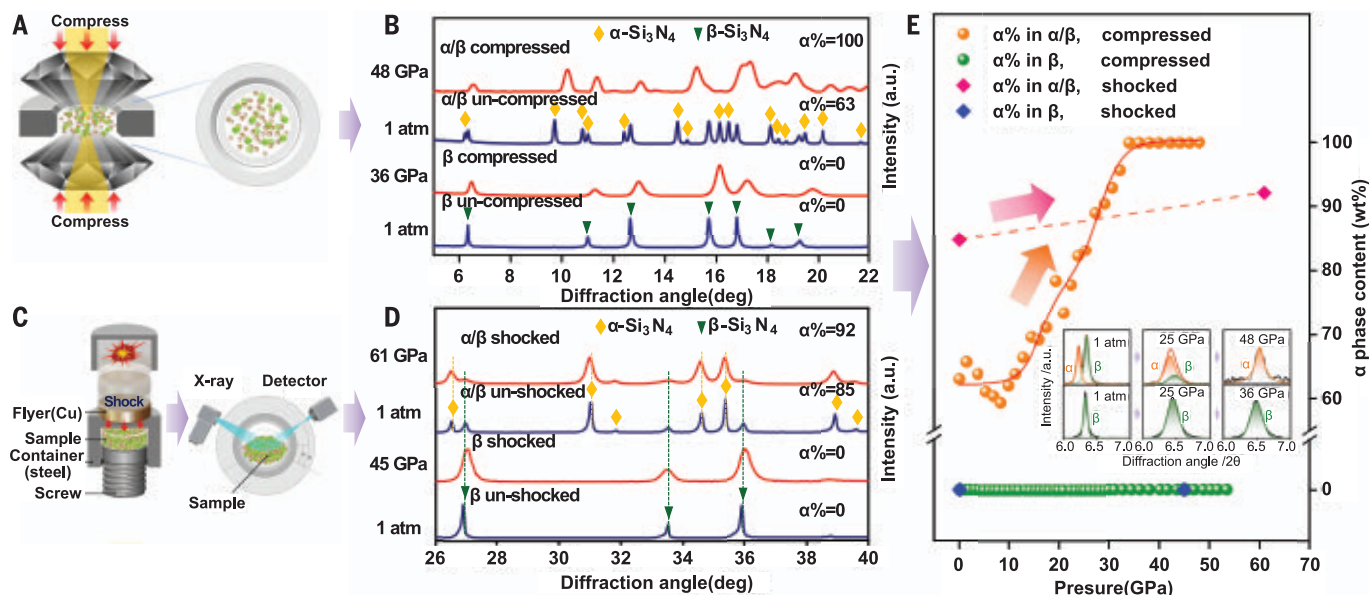 A
Compress
Compress
B
α-Si3N4
β-Si3N4
α/β compressed
α%=100
48 GPa
α/β un-compressed
α%=63
1 atm
β compressed
α%=0
36 GPa
β un-compressed
α%=0
1 atm
6 8 10 12 14 16 18 20 22
Diffraction angle(deg)
Intensity (a.u.)
C
Shock
Flyer(Cu)
Sample
Container
(steel)
Screw
X-ray
Detector
Sample
D
α-Si3N4
β-Si3N4
α/β shocked
α%=92
61 GPa
α/β un-shocked
α%=85
1 atm
β shocked
α%=0
45 GPa
β un-shocked
α%=0
1 atm
26 28 30 32 34 36 38 40
Diffraction angle(deg)
Intensity (a.u.)
E
α% in α/β, compressed
α% in β, compressed
α% in α/β, shocked
α% in β, shocked
100
90
80
70
60
0
α phase content (wt%)
1 atm
α
β
25 GPa
α
β
48 GPa
α
1 atm
β
25 GPa
β
36 GPa
β
Intensity /a.u.
6.0 6.5 7.0 6.0 6.5 7.0 6.0 6.5 7.0
Diffraction angle /2θ
0 10 20 30 40 50 60 70
Presure(GPa)